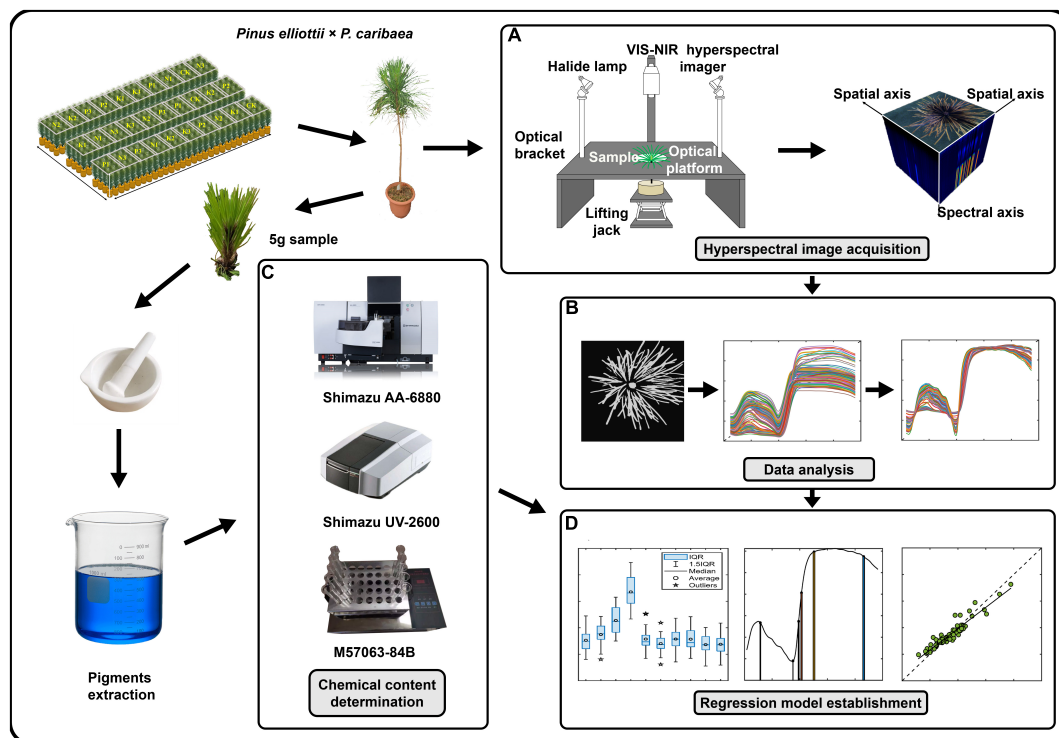 Pinus elliottii × P. caribaea
5g sample
Pigments
extraction
A
VIS-NIR hyperspectral
imager
Halide lamp
Optical
bracket
Sample
Optical
platform
Lifting
jack
Spatial axis
Spatial axis
Spectral axis
Hyperspectral image acquisition
B
Data analysis
C
Shimazu AA-6880
Shimazu UV-2600
M57063-84B
Chemical content
determination
D
IQR
1.5IQR
Median
Average
Outliers
Regression model establishment